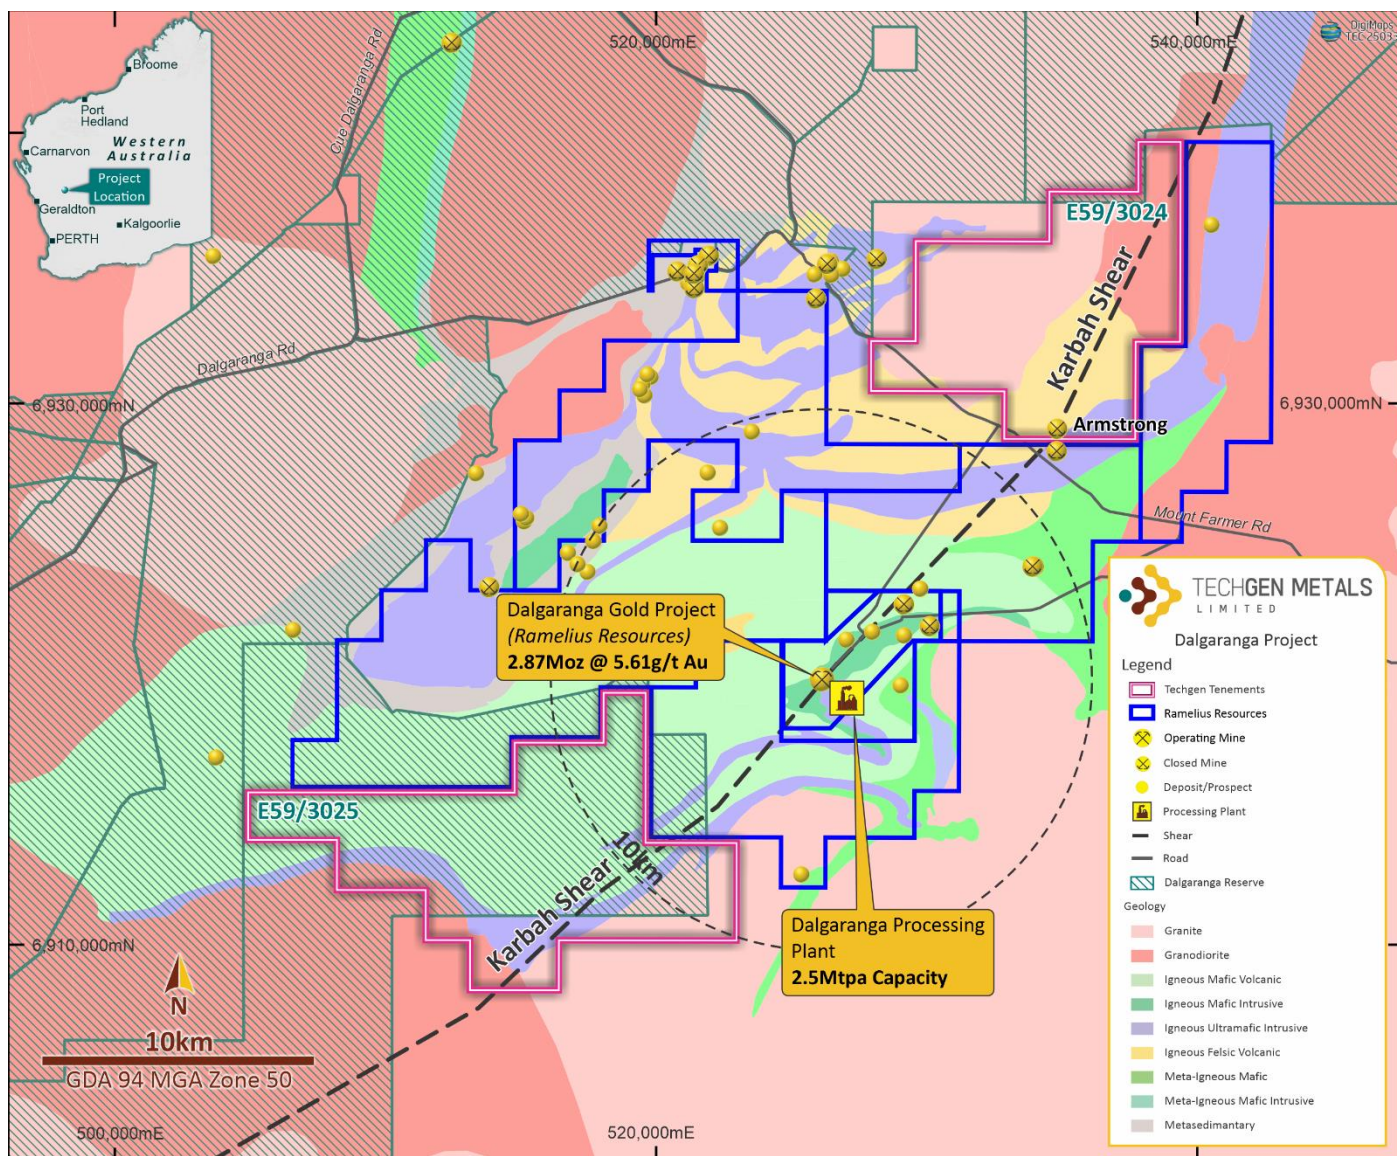 520,000mE
540,000mE
DigiMaps
TEC 2503
Broome
Port
Hedland
Western
Australia
Carnarvon
Project
Location
Geraldton
Kalgoorlie
PERTH
Cue Dalgaranga Rd
E59/3024
Karbah Shear
Dalgaranga Rd
6,930,000mN
6,930,000mN
Armstrong
Mount Farmer Rd
Dalgaranga Gold Project
(Ramelius Resources)
2.87Moz @ 5.61g/t Au
E59/3025
10km
Karbah Shear
Dalgaranga Processing
Plant
2.5Mtpa Capacity
6,910,000mN
N
10km
GDA 94 MGA Zone 50
500,000mE
520,000mE
TECHGEN METALS
LIMITED
Dalgaranga Project
Legend
Techgen Tenements
Ramelius Resources
Operating Mine
Closed Mine
Deposit/Prospect
Processing Plant
Shear
Road
Dalgaranga Reserve
Geology
Granite
Granodiorite
Igneous Mafic Volcanic
Igneous Mafic Intrusive
Igneous Ultramafic Intrusive
Igneous Felsic Volcanic
Meta-Igneous Mafic
Meta-Igneous Mafic Intrusive
Metasedimantary